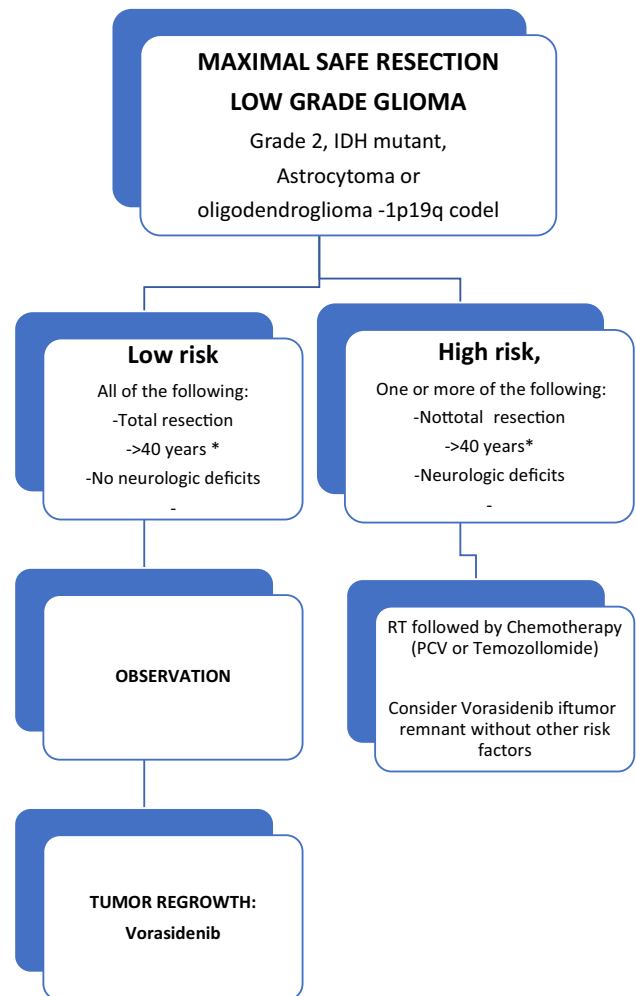 MAXIMAL SAFE RESECTION
LOW GRADE GLIOMA
Grade 2, IDH mutant,
Astrocytoma or
oligodendroglioma -1p19q codel
Low risk
All of the following:
-Total resection
->40 years *
-No neurologic deficits
-
High risk,
One or more of the following:
-Nottotal resection
->40 years*
-Neurologic deficits
-
OBSERVATION
RT followed by Chemotherapy
(PCV or Temozollomide)
Consider Vorasidenib iftumor
remnant without other risk
factors
TUMOR REGROWTH:
Vorasidenib